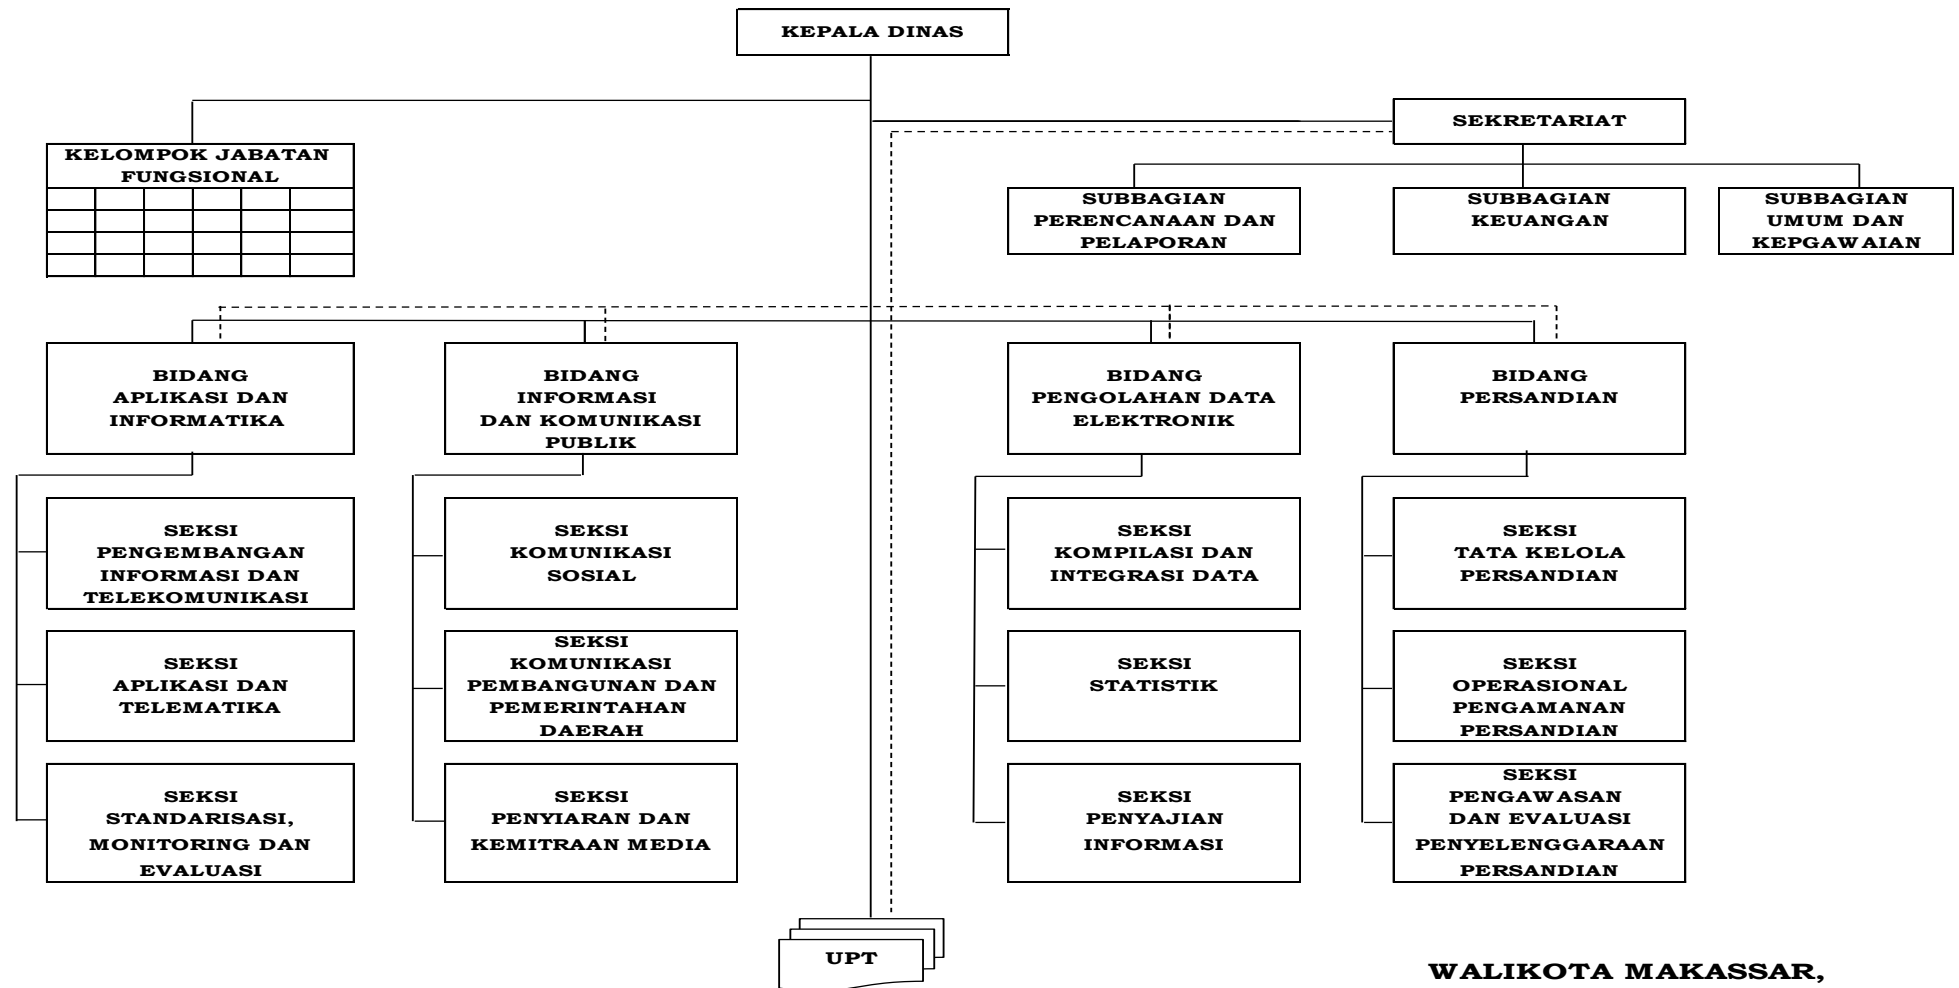 KEPALA DINAS
SEKRETARIAT
KELOMPOK JABATAN
FUNGSIONAL
SUBBAGIAN
PERENCANAAN DAN
PELAPORAN
SUBBAGIAN
KEUANGAN
SUBBAGIAN
UMUM DAN
KEPGAWAIAN
BIDANG
APLIKASI DAN
INFORMATIKA
BIDANG
INFORMASI
DAN KOMUNIKASI
PUBLIK
BIDANG
PENGOLAHAN DATA
ELEKTRONIK
BIDANG
PERSANDIAN
SEKSI
PENGEMBANGAN
INFORMASI DAN
TELEKOMUNIKASI
SEKSI
KOMUNIKASI
SOSIAL
SEKSI
KOMPILASI DAN
INTEGRASI DATA
SEKSI
TATA KELOLA
PERSANDIAN
SEKSI
APLIKASI DAN
TELEMATIKA
SEKSI
KOMUNIKASI
PEMBANGUNAN DAN
PEMERINTAHAN
DAERAH
SEKSI
STATISTIK
SEKSI
OPERASIONAL
PENGAMANAN
PERSANDIAN
SEKSI
STANDARISASI,
MONITORING DAN
EVALUASI
SEKSI
PENYIARAN DAN
KEMITRAAN MEDIA
SEKSI
PENYAJIAN
INFORMASI
SEKSI
PENGAWASAN
DAN EVALUASI
PENYELENGGARAAN
PERSANDIAN
UPT
WALIKOTA MAKASSAR,